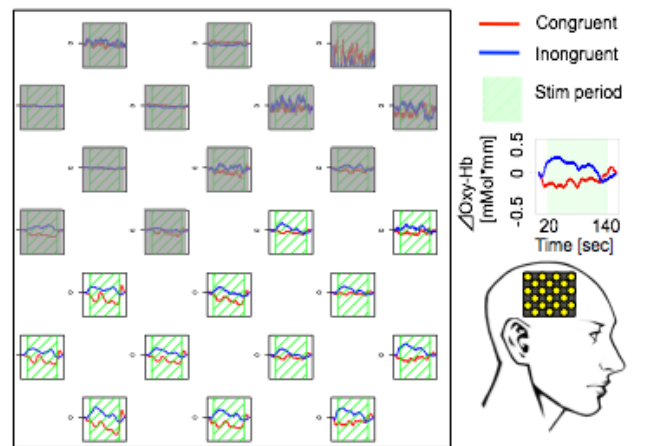 Congruent
Inongruent
Stim period
⊿Oxy-Hb
[mMol*mm]
0.5
0
-0.5
20 140
Time [sec]